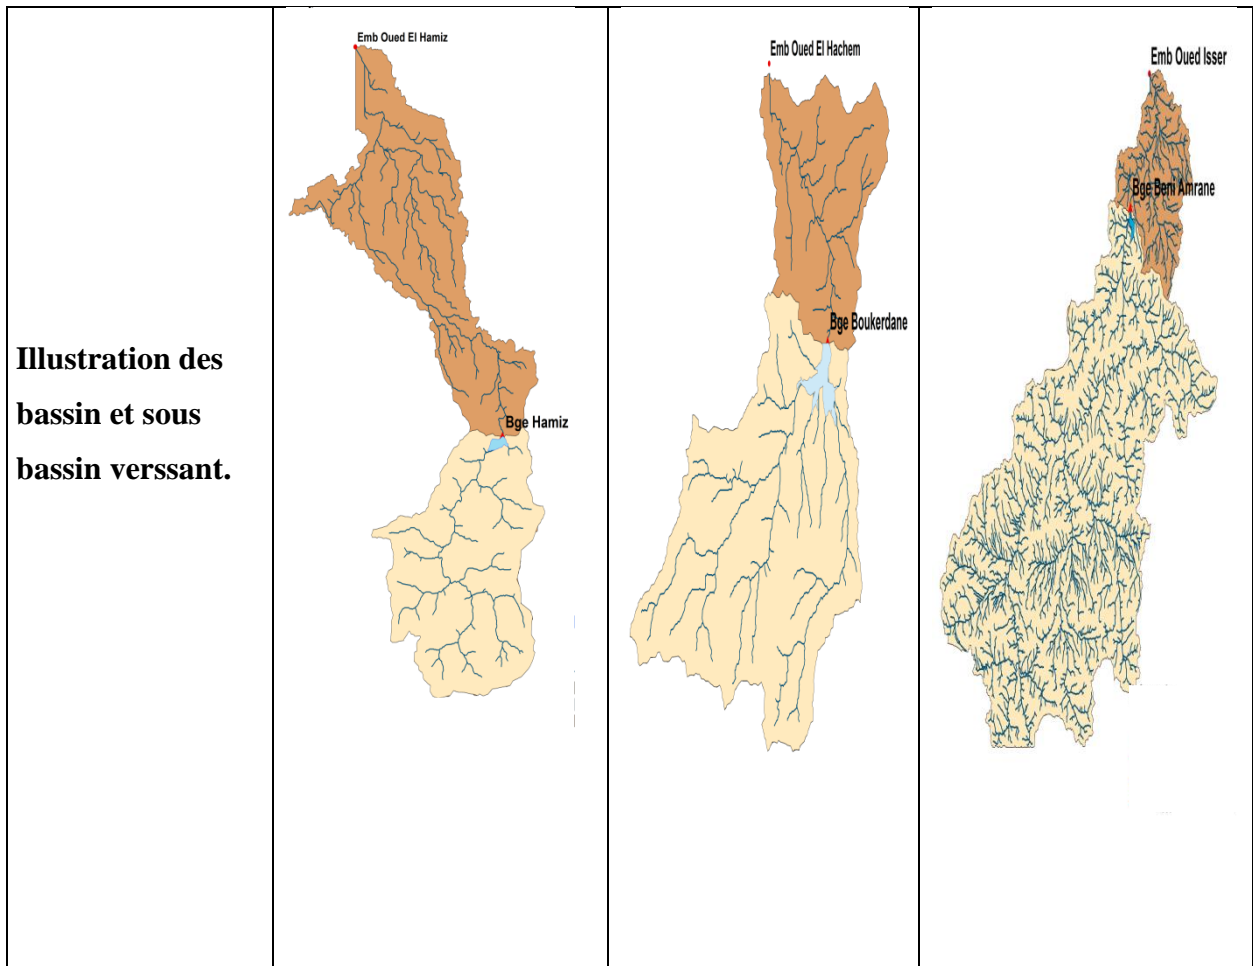 Illustration des
bassin et sous
bassin verssant.
Emb Oued El Hamiz
Bge Hamiz
Emb Oued El Hachem
Bge Boukerdane
Emb Oued Isser
Bge Beni Amrane